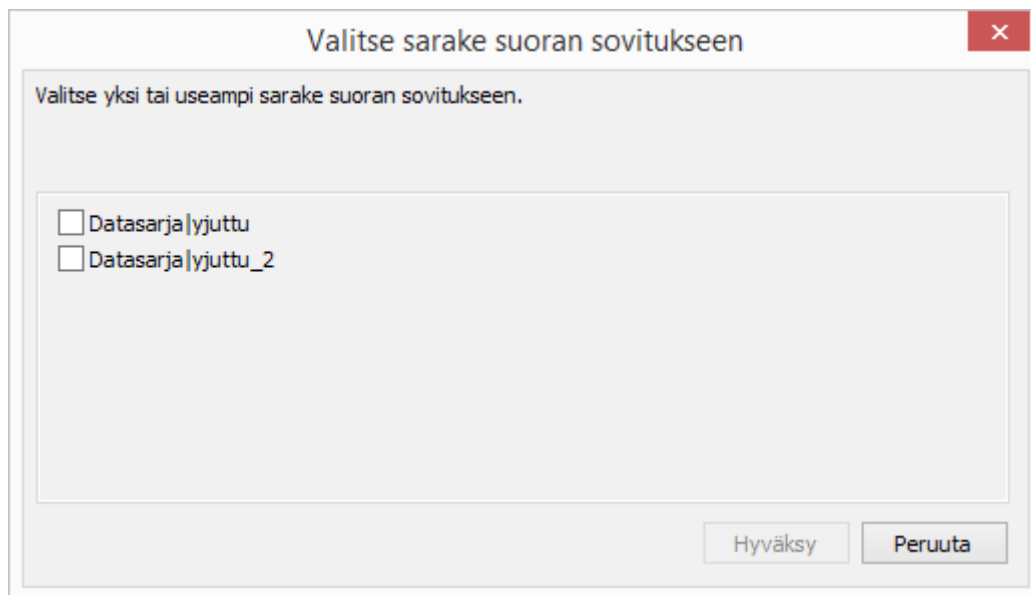 Valitse sarake suoran sovitukseen
Valitse yksi tai useampi sarake suoran sovitukseen.
Datasarja|yjuttu
Datasarja|yjuttu_2
Hyväksy
Peruuta